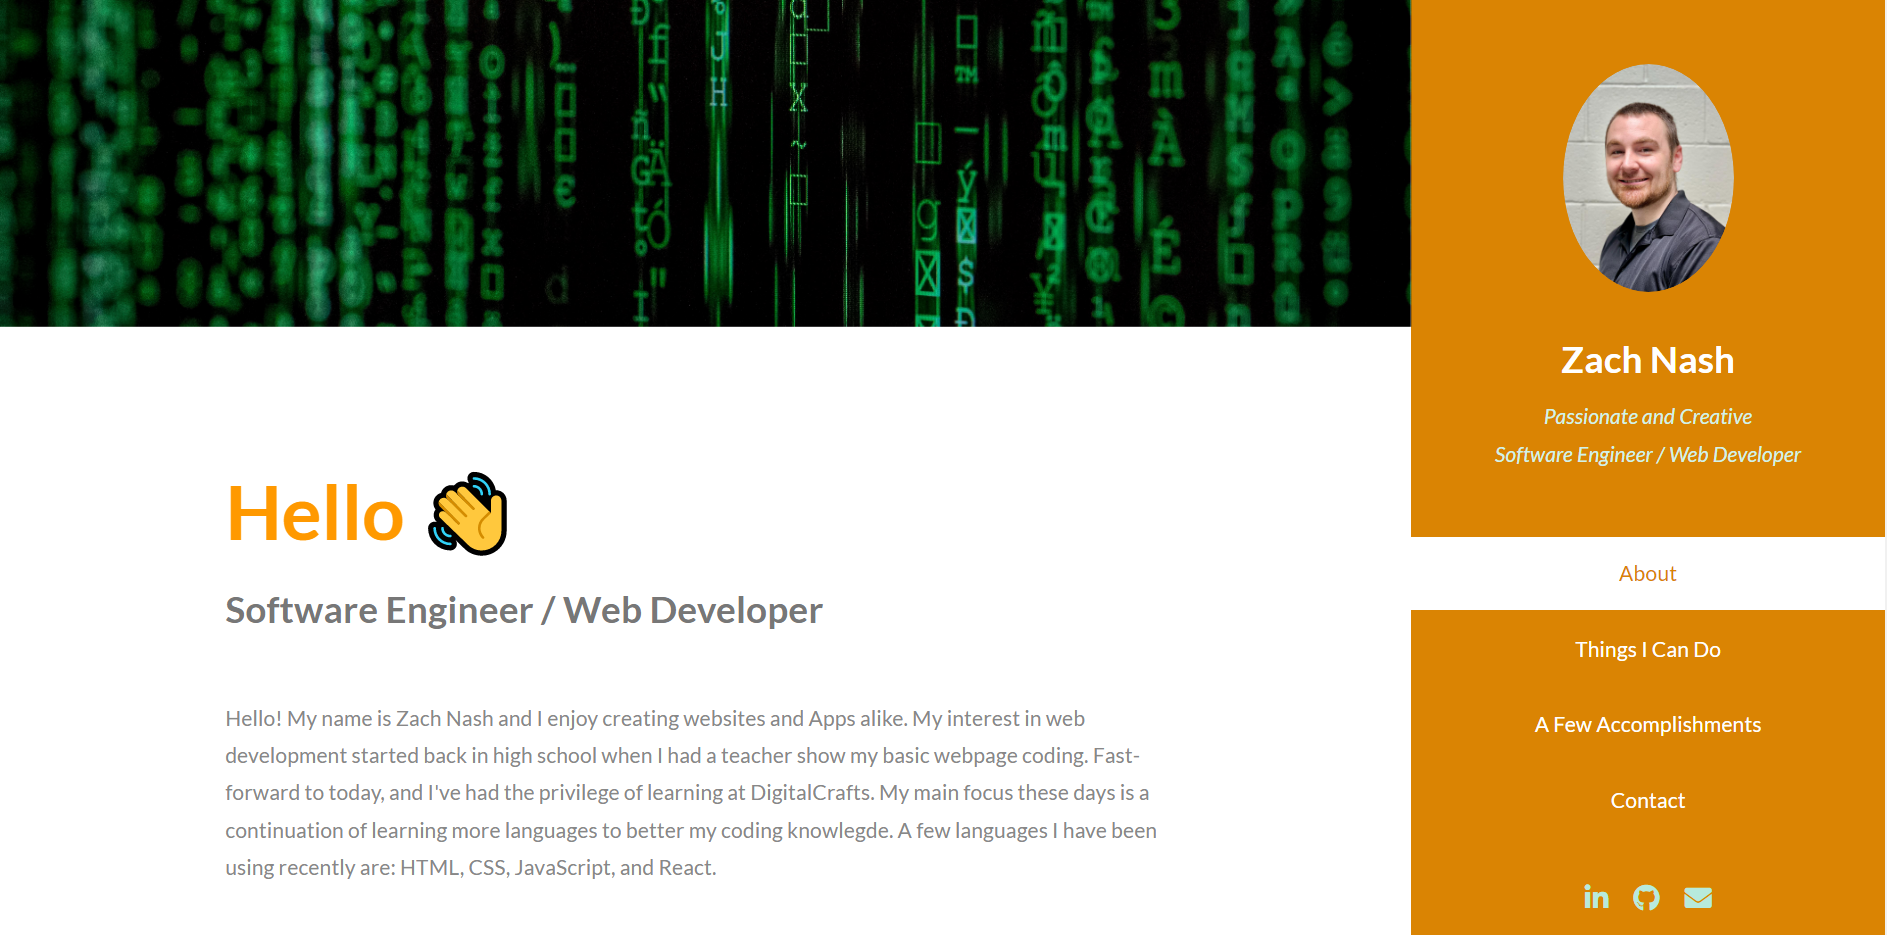 Hello
Software Engineer / Web Developer
Hello! My name is Zach Nash and I enjoy creating websites and Apps alike. My interest in web
development started back in high school when I had a teacher show my basic webpage coding. Fast-
forward to today, and I've had the privilege of learning at DigitalCrafts. My main focus these days is a
continuation of learning more languages to better my coding knowlegde. A few languages I have been
using recently are: HTML, CSS, JavaScript, and React.
Zach Nash
Passionate and Creative
Software Engineer / Web Developer
About
Things I Can Do
A Few Accomplishments
Contact